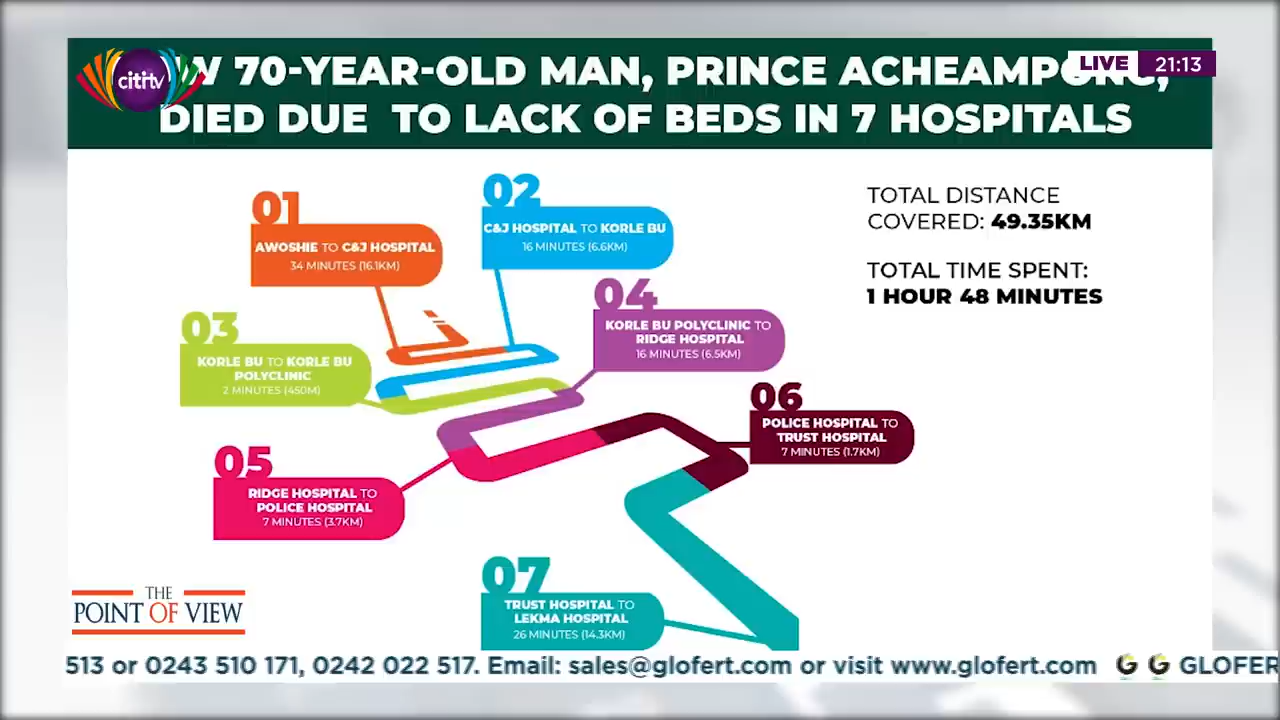 W 70-YEAR-OLD MAN, PRINCE ACHEAMPONG,
DIED DUE TO LACK OF BEDS IN 7 HOSPITALS
cititv
LIVE 21:13
01
AWOSHIE TO C&J HOSPITAL
34 MINUTES (16.1KM)
02
C&J HOSPITAL TO KORLE BU
16 MINUTES (6.6KM)
TOTAL DISTANCE
COVERED: 49.35KM
TOTAL TIME SPENT:
1 HOUR 48 MINUTES
03
KORLE BU TO KORLE BU
POLYCLINIC
2 MINUTES (450M)
04
KORLE BU POLYCLINIC TO
RIDGE HOSPITAL
16 MINUTES (6.5KM)
05
RIDGE HOSPITAL TO
POLICE HOSPITAL
7 MINUTES (3.7KM)
06
POLICE HOSPITAL TO
TRUST HOSPITAL
7 MINUTES (1.7KM)
07
TRUST HOSPITAL TO
LEKMA HOSPITAL
26 MINUTES (14.3KM)
THE
POINT OF VIEW
513 or 0243 510 171, 0242 022 517. Email: sales@glofert.com or visit www.glofert.com G G GLOFER